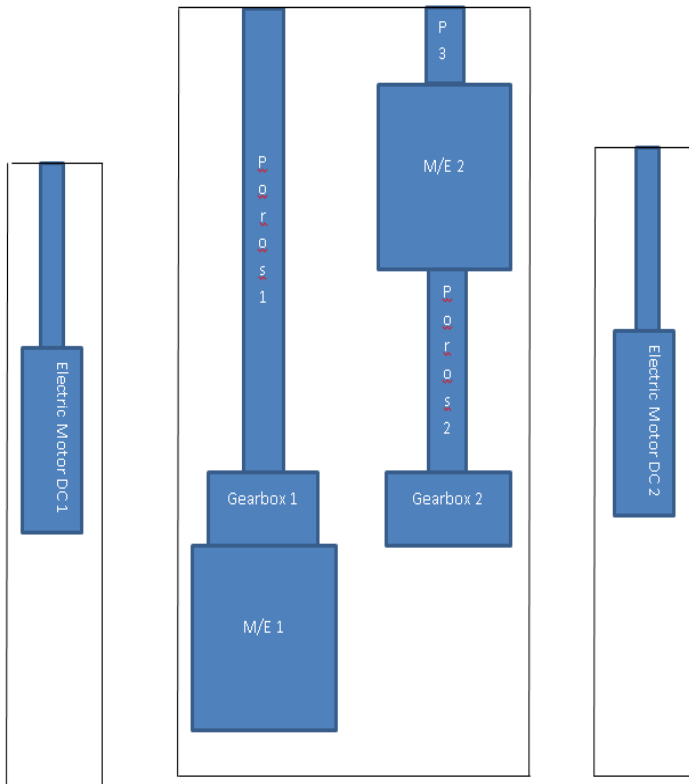 P
3
M/E 2
P
o
r
o
s
1
P
o
r
o
s
2
Electric Motor DC 1
Electric Motor DC 2
Gearbox 1
Gearbox 2
M/E 1